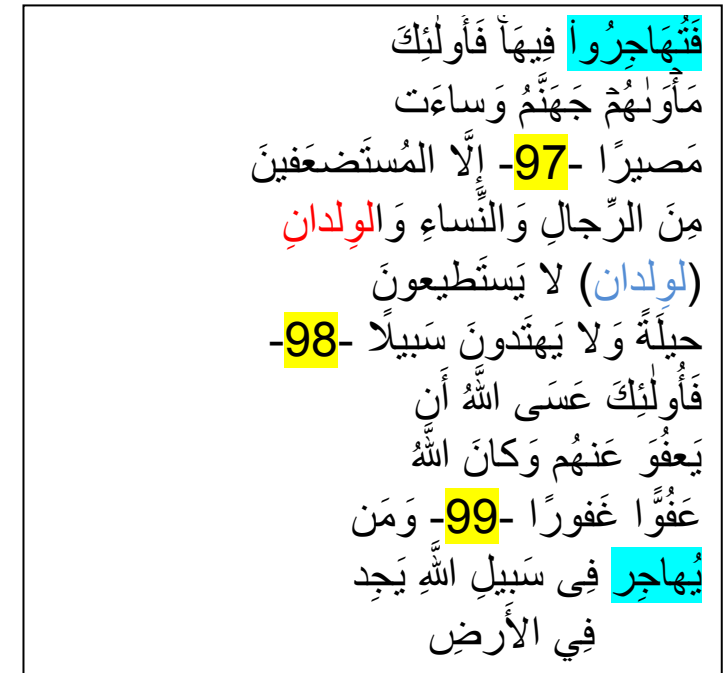 فَتُهَاجِرُواْ فِيهَاۚ فَأُولَٰئِكَ
مَأۡوَىٰهُمۡ جَهَنَّمُ وَساءَت
مَصيرًا -97- إِلَّا المُستَضعَفينَ
مِنَ الرِّجالِ وَالنِّساءِ وَالوِلدانِ
(لوِلدان) لا يَستَطيعونَ
حيلَةً وَلا يَهتَدونَ سَبيلًا -98-
فَأُولٰئِكَ عَسَى اللَّهُ أَن
يَعفُوَ عَنهُم وَكانَ اللَّهُ
عَفُوًّا غَفورًا -99- وَمَن
يُهاجِر فِى سَبِيلِ اللَّهِ يَجِد
فِي الأَرضِ